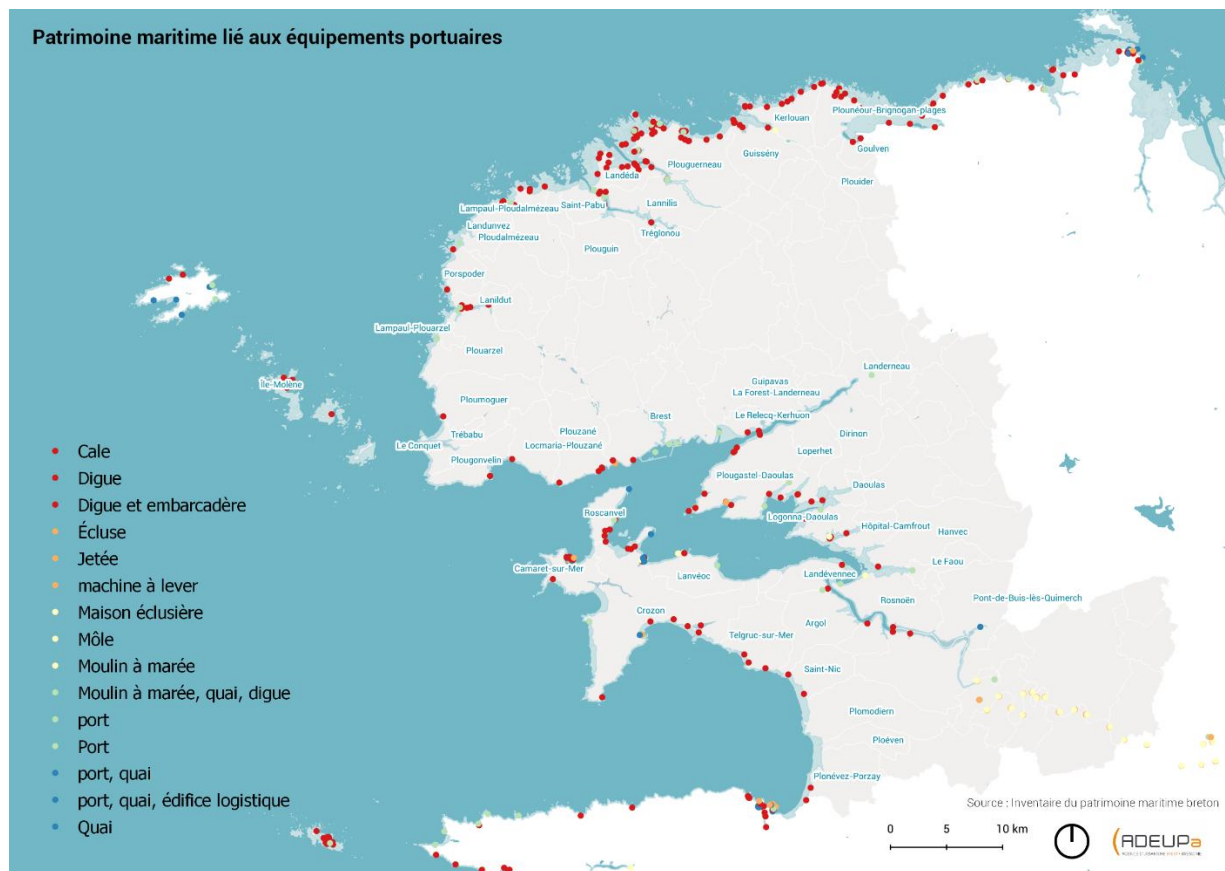 Patrimoine maritime lié aux équipements portuaires
Kerlouan
Plounéour-Brignogan-plages
Guissény
Goulven
Plouguerneau
Plouider
Landéda
Lannilis
Saint-Pabu
Lampaul-Ploudalmézeau
Landunvez
Ploudalmézeau
Tréglonou
Plouguin
Porspoder
Lanildut
Lampaul-Plouarzel
Plouarzel
Landerneau
Île-Molène
Guipavas
La Forest-Landerneau
Ploumoguer
Brest
Le Relecq-Kerhuon
Trébabu
Plouzané
Dirinon
Le Conquet
Locmaria-Plouzané
Loperhet
Plougonvelin
Plougastel-Daoulas
Daoulas
Roscanvel
Logonna-Daoulas
Hôpital-Camfrout
Hanvec
Camaret-sur-Mer
Lanvéoc
Landévennec
Le Faou
Rosnoën
Pont-de-Buis-lès-Quimerch
Crozon
Argol
Telgruc-sur-Mer
Saint-Nic
Plomodiern
Ploéven
Plonévez-Porzay
Cale
Digue
Digue et embarcadère
Écluse
Jetée
machine à lever
Maison éclusière
Môle
Moulin à marée
Moulin à marée, quai, digue
port
Port
port, quai
port, quai, édifice logistique
Quai
Source : Inventaire du patrimoine maritime breton
0 5 10 km
ADEUPa